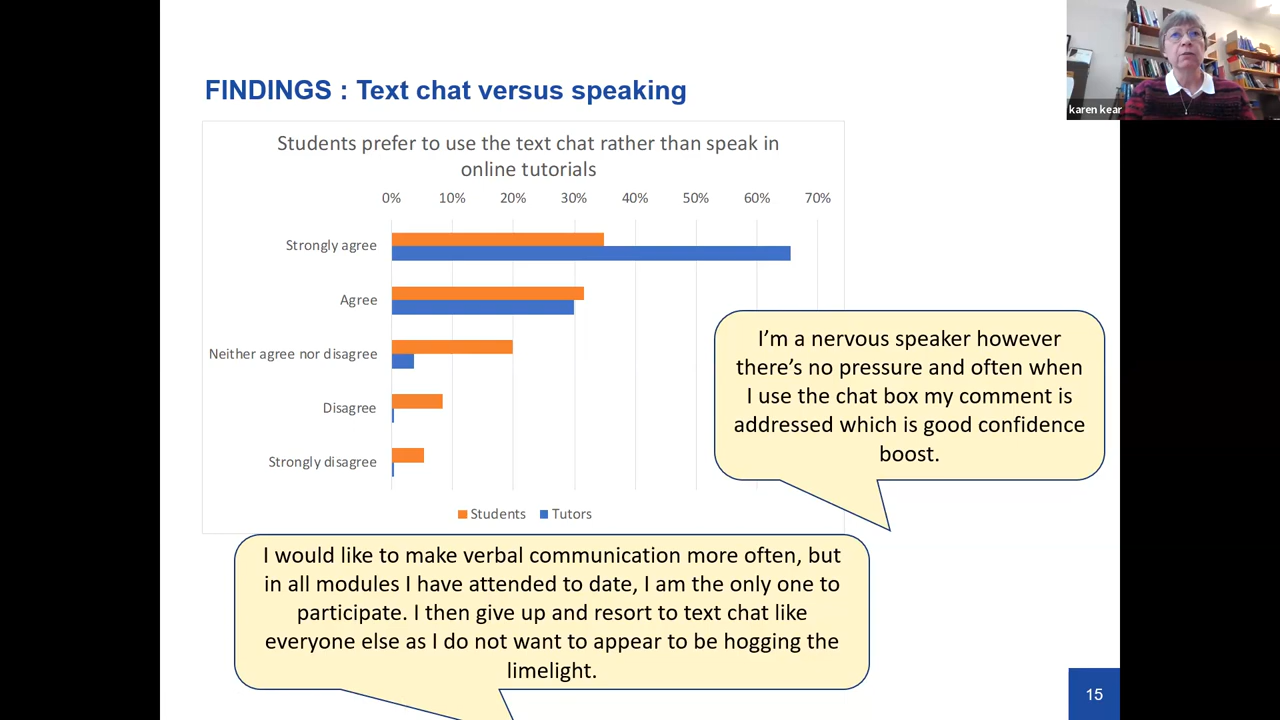 karen kear
FINDINGS : Text chat versus speaking
Students prefer to use the text chat rather than speak in
online tutorials
0% 10% 20% 30% 40% 50% 60% 70%
Strongly agree
Agree
Neither agree nor disagree
Disagree
Strongly disagree
Students Tutors
I’m a nervous speaker however
there’s no pressure and often when
I use the chat box my comment is
addressed which is good confidence
boost.
I would like to make verbal communication more often, but
in all modules I have attended to date, I am the only one to
participate. I then give up and resort to text chat like
everyone else as I do not want to appear to be hogging the
limelight.
15